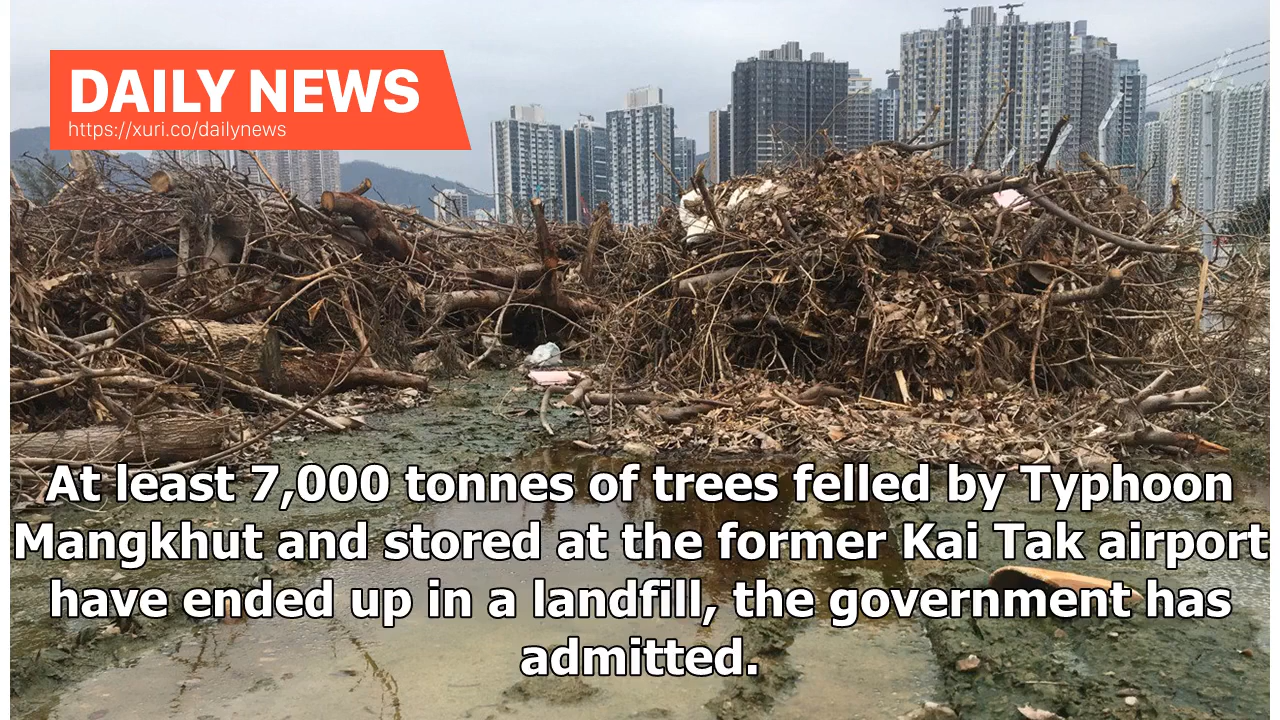 DAILY NEWS
https://xuri.co/dailynews
At least 7,000 tonnes of trees felled by Typhoon
Mangkhut and stored at the former Kai Tak airport
have ended up in a landfill, the government has
admitted.